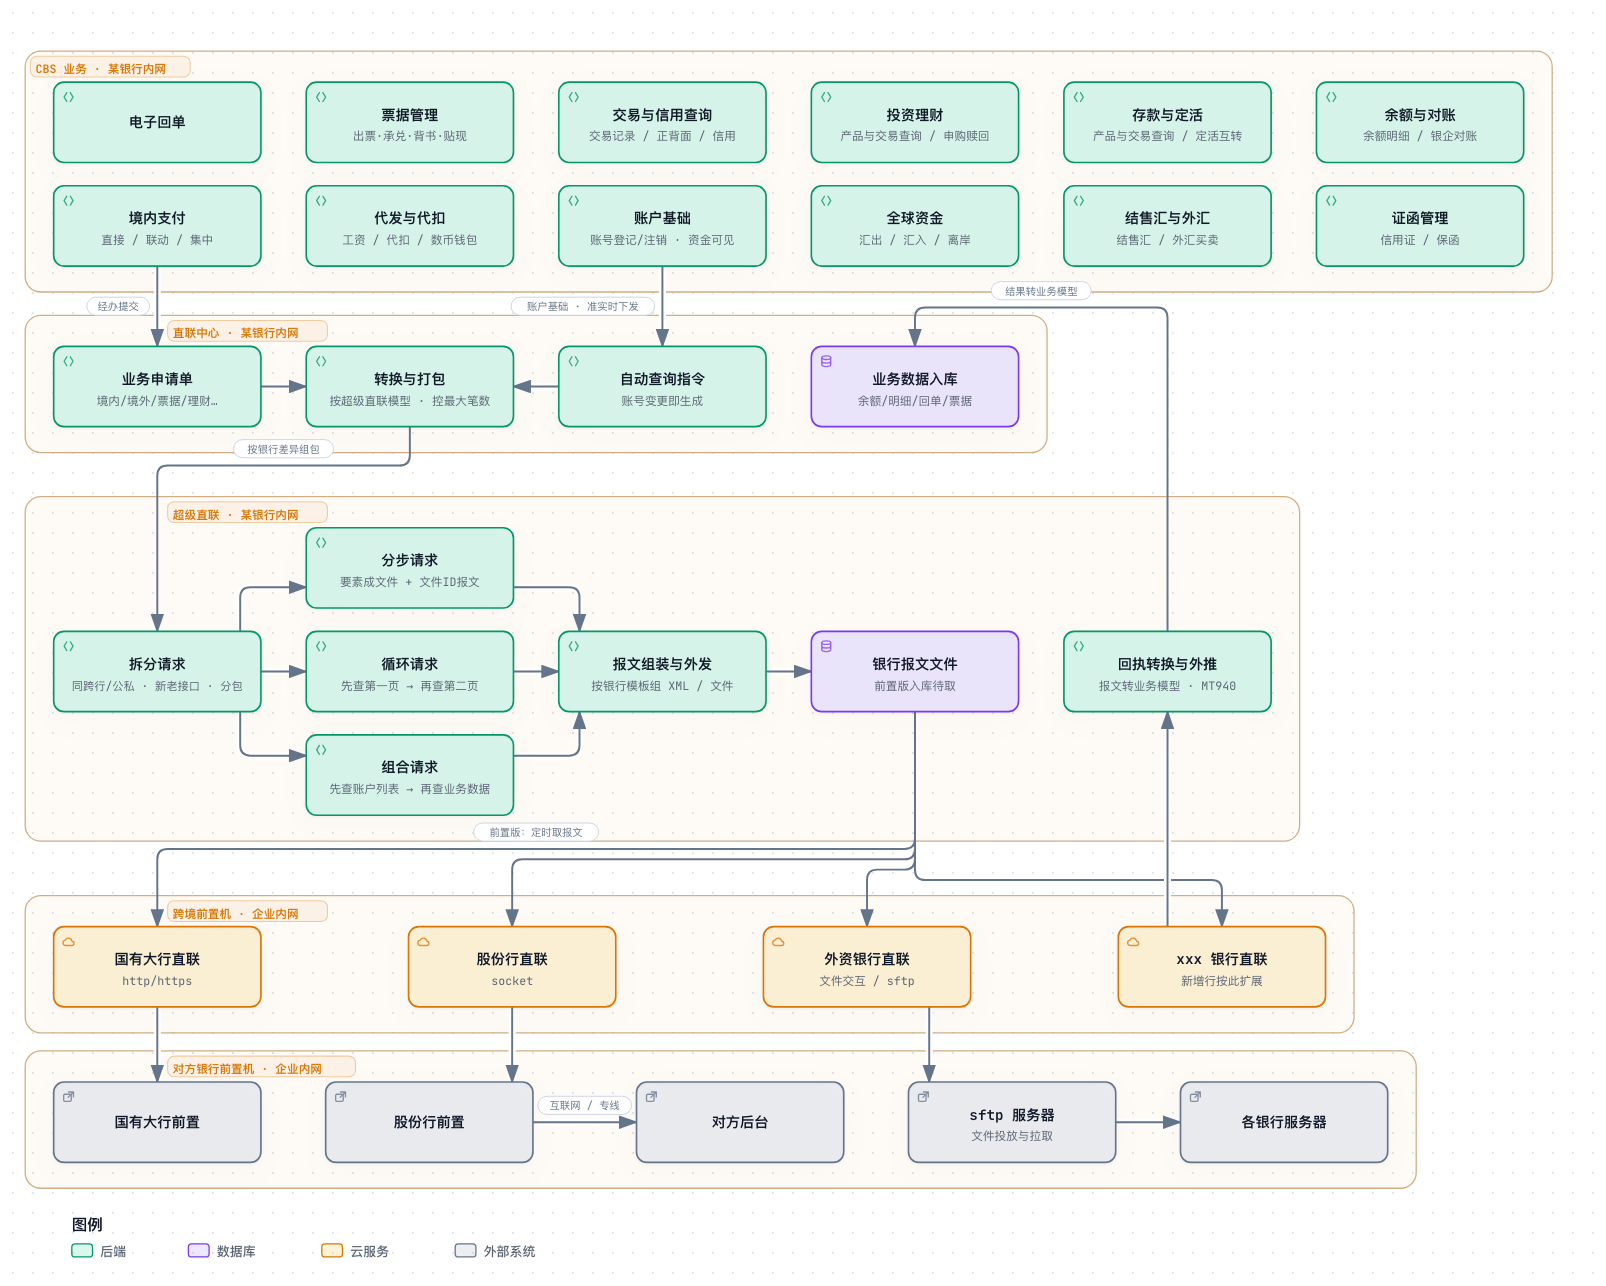 CBS 业务 · 某银行内网
电子回单
票据管理
出票·承兑·背书·贴现
交易与信用查询
交易记录 / 正背面 / 信用
投资理财
产品与交易查询 / 申购赎回
存款与定活
产品与交易查询 / 定活互转
余额与对账
余额明细 / 银企对账
境内支付
直接 / 联动 / 集中
代发与代扣
工资 / 代扣 / 数币钱包
账户基础
账号登记/注销 · 资金可见
全球资金
汇出 / 汇入 / 离岸
结售汇与外汇
结售汇 / 外汇买卖
证函管理
信用证 / 保函
经办提交
账户基础 · 准实时下发
结果转业务模型
直联中心 · 某银行内网
业务申请单
境内/境外/票据/理财…
转换与打包
按超级直联模型 · 控最大笔数
自动查询指令
账号变更即生成
业务数据入库
余额/明细/回单/票据
按银行差异组包
超级直联 · 某银行内网
分步请求
要素成文件 + 文件ID报文
拆分请求
同跨行/公私 · 新老接口 · 分包
循环请求
先查第一页 → 再查第二页
报文组装与外发
按银行模板组 XML / 文件
银行报文文件
前置版入库待取
回执转换与外推
报文转业务模型 · MT940
组合请求
先查账户列表 → 再查业务数据
前置版: 定时取报文
跨境前置机 · 企业内网
国有大行直联
http/https
股份行直联
socket
外资银行直联
文件交互 / sftp
xxx 银行直联
新增行按此扩展
对方银行前置机 · 企业内网
国有大行前置
股份行前置
互联网 / 专线
对方后台
sftp 服务器
文件投放与拉取
各银行服务器
图例
后端
数据库
云服务
外部系统